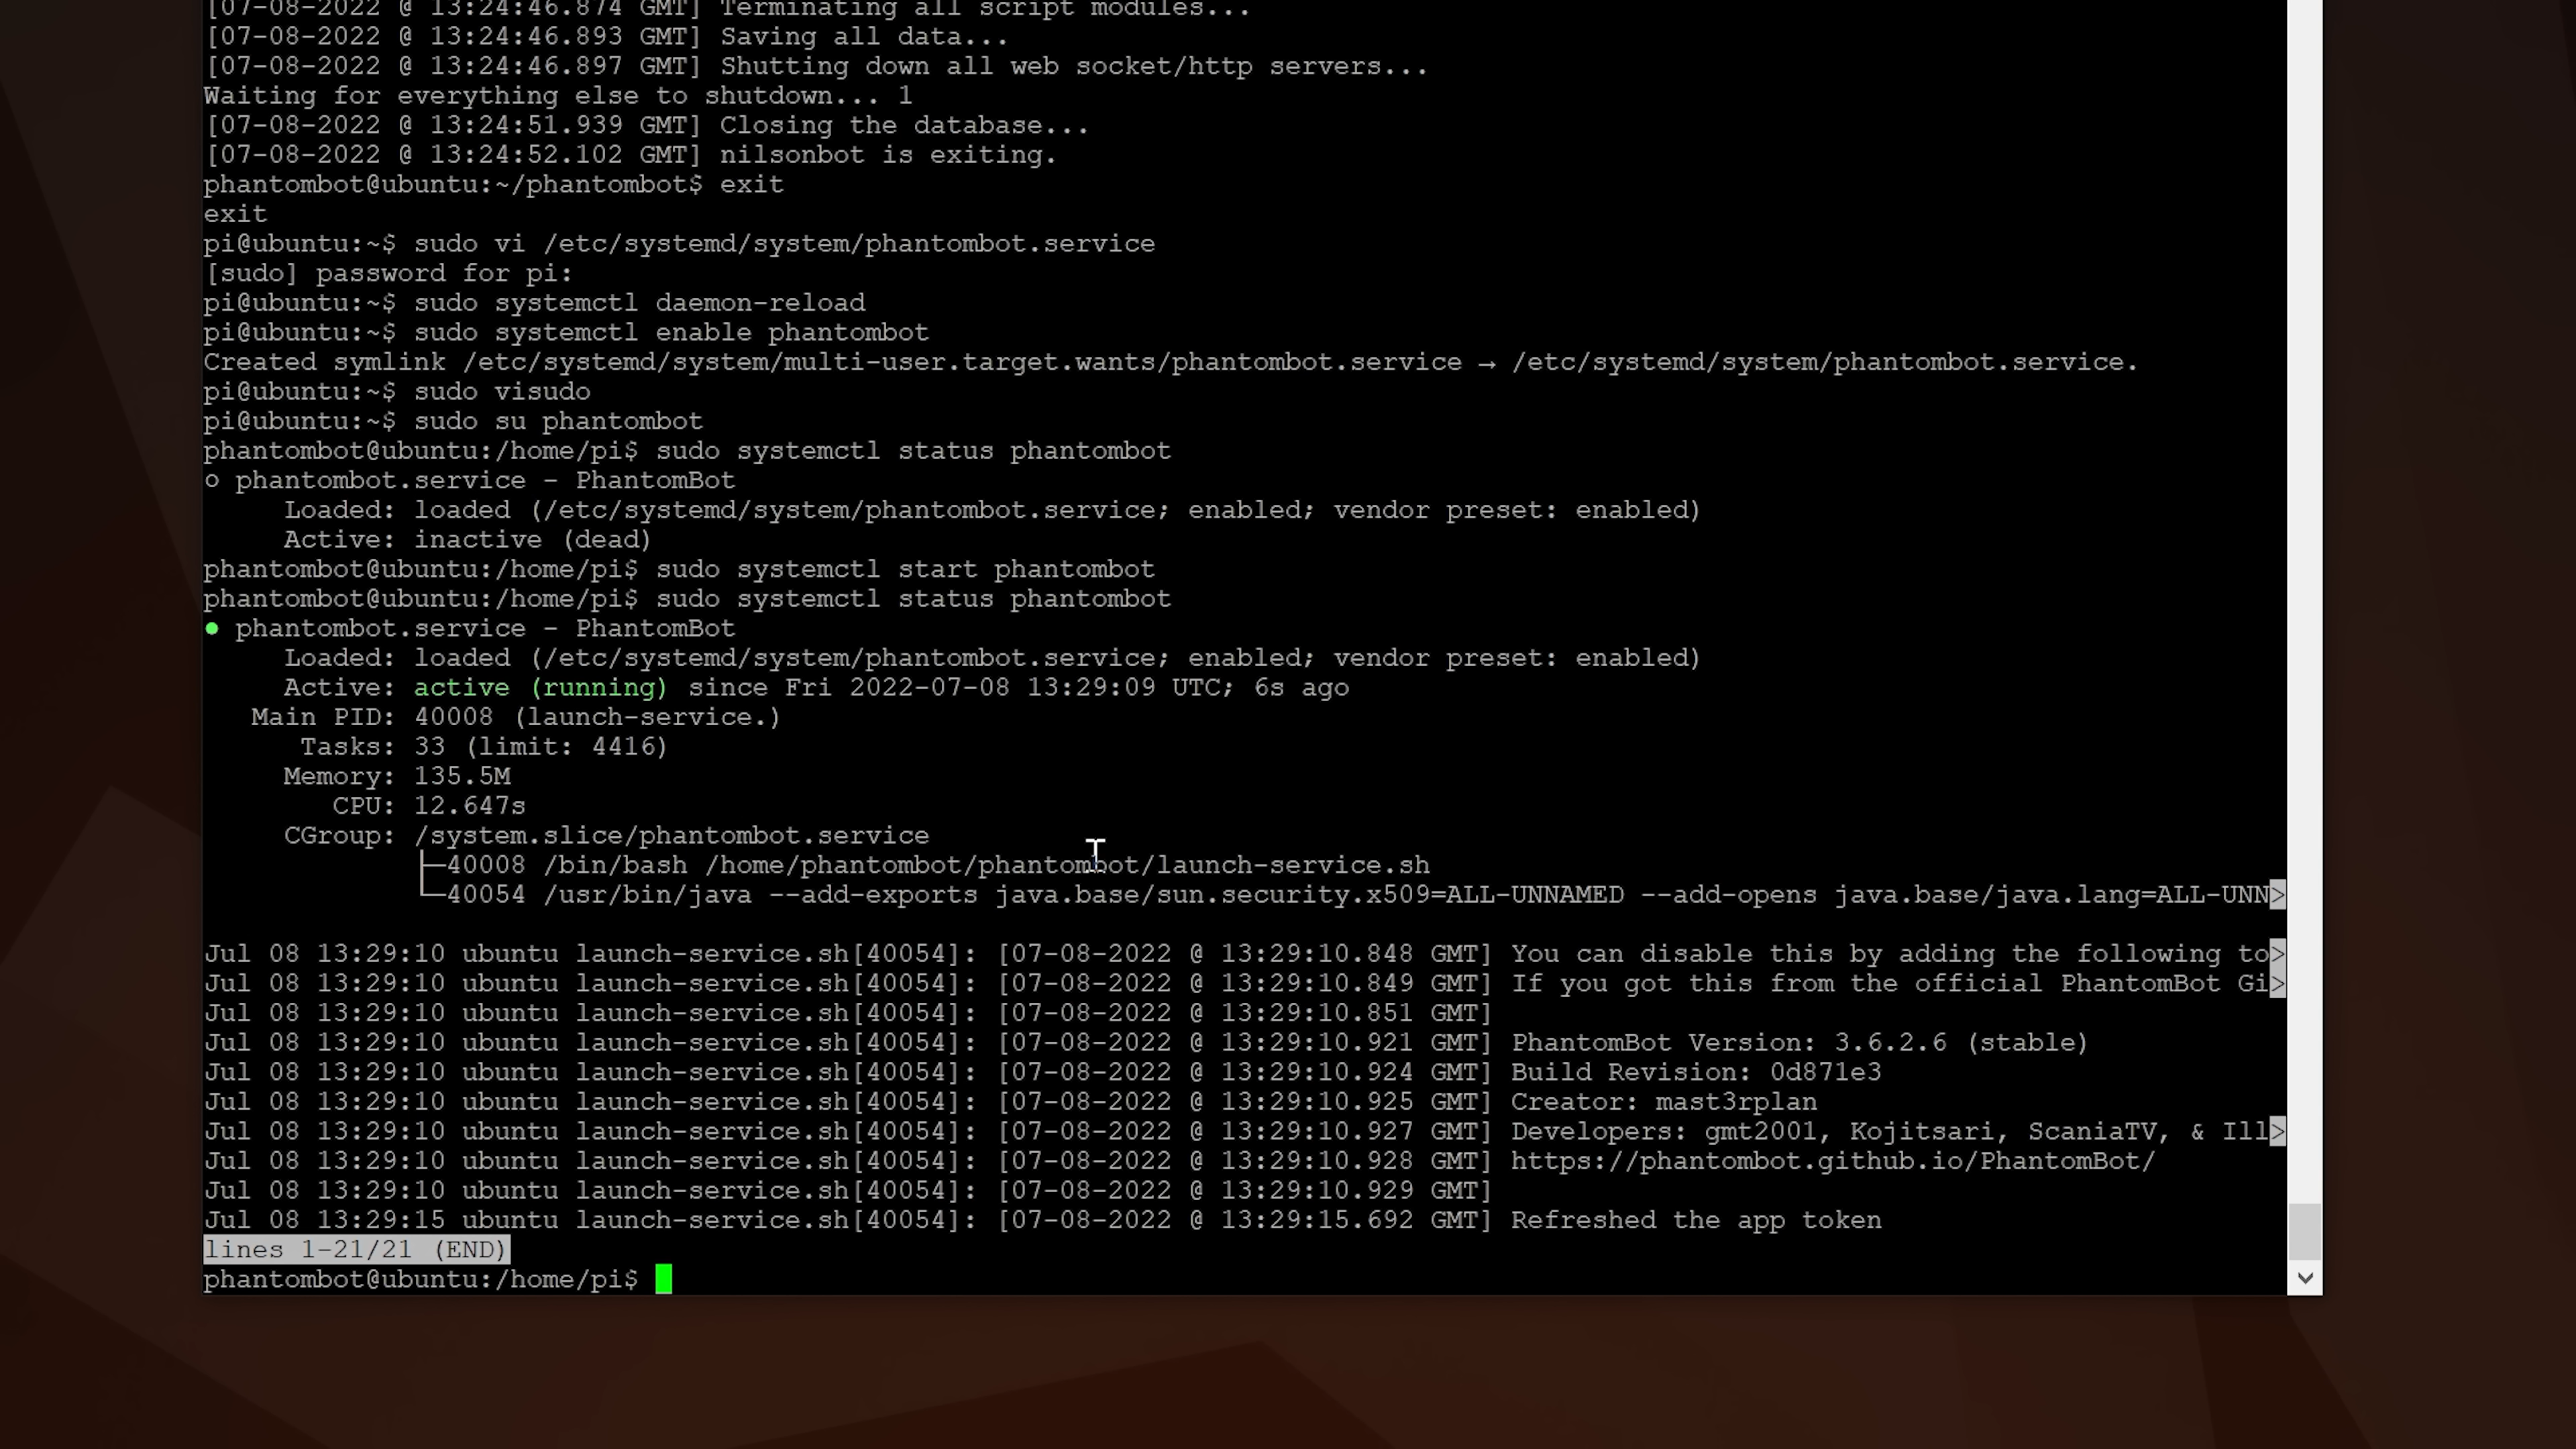 [07-08-2022 @ 13:24:46.874 GMT] Terminating all script modules...
[07-08-2022 @ 13:24:46.893 GMT] Saving all data...
[07-08-2022 @ 13:24:46.897 GMT] Shutting down all web socket/http servers...
Waiting for everything else to shutdown... 1
[07-08-2022 @ 13:24:51.939 GMT] Closing the database...
[07-08-2022 @ 13:24:52.102 GMT] nilsonbot is exiting.
phantombot@ubuntu:~/phantombot$ exit
exit
pi@ubuntu:~$ sudo vi /etc/systemd/system/phantombot.service
[sudo] password for pi:
pi@ubuntu:~$ sudo systemctl daemon-reload
pi@ubuntu:~$ sudo systemctl enable phantombot
Created symlink /etc/systemd/system/multi-user.target.wants/phantombot.service → /etc/systemd/system/phantombot.service.
pi@ubuntu:~$ sudo visudo
pi@ubuntu:~$ sudo su phantombot
phantombot@ubuntu:/home/pi$ sudo systemctl status phantombot
○ phantombot.service - PhantomBot
     Loaded: loaded (/etc/systemd/system/phantombot.service; enabled; vendor preset: enabled)
     Active: inactive (dead)
phantombot@ubuntu:/home/pi$ sudo systemctl start phantombot
phantombot@ubuntu:/home/pi$ sudo systemctl status phantombot
● phantombot.service - PhantomBot
     Loaded: loaded (/etc/systemd/system/phantombot.service; enabled; vendor preset: enabled)
     Active: active (running) since Fri 2022-07-08 13:29:09 UTC; 6s ago
   Main PID: 40008 (launch-service.)
      Tasks: 33 (limit: 4416)
     Memory: 135.5M
        CPU: 12.647s
     CGroup: /system.slice/phantombot.service
             ├─40008 /bin/bash /home/phantombot/phantombot/launch-service.sh
             └─40054 /usr/bin/java --add-exports java.base/sun.security.x509=ALL-UNNAMED --add-opens java.base/java.lang=ALL-UNN>
Jul 08 13:29:10 ubuntu launch-service.sh[40054]: [07-08-2022 @ 13:29:10.848 GMT] You can disable this by adding the following to>
Jul 08 13:29:10 ubuntu launch-service.sh[40054]: [07-08-2022 @ 13:29:10.849 GMT] If you got this from the official PhantomBot Gi>
Jul 08 13:29:10 ubuntu launch-service.sh[40054]: [07-08-2022 @ 13:29:10.851 GMT]
Jul 08 13:29:10 ubuntu launch-service.sh[40054]: [07-08-2022 @ 13:29:10.921 GMT] PhantomBot Version: 3.6.2.6 (stable)
Jul 08 13:29:10 ubuntu launch-service.sh[40054]: [07-08-2022 @ 13:29:10.924 GMT] Build Revision: 0d871e3
Jul 08 13:29:10 ubuntu launch-service.sh[40054]: [07-08-2022 @ 13:29:10.925 GMT] Creator: mast3rplan
Jul 08 13:29:10 ubuntu launch-service.sh[40054]: [07-08-2022 @ 13:29:10.927 GMT] Developers: gmt2001, Kojitsari, ScaniaTV, & Ill>
Jul 08 13:29:10 ubuntu launch-service.sh[40054]: [07-08-2022 @ 13:29:10.928 GMT] https://phantombot.github.io/PhantomBot/
Jul 08 13:29:10 ubuntu launch-service.sh[40054]: [07-08-2022 @ 13:29:10.929 GMT]
Jul 08 13:29:15 ubuntu launch-service.sh[40054]: [07-08-2022 @ 13:29:15.692 GMT] Refreshed the app token
lines 1-21/21 (END)
phantombot@ubuntu:/home/pi$